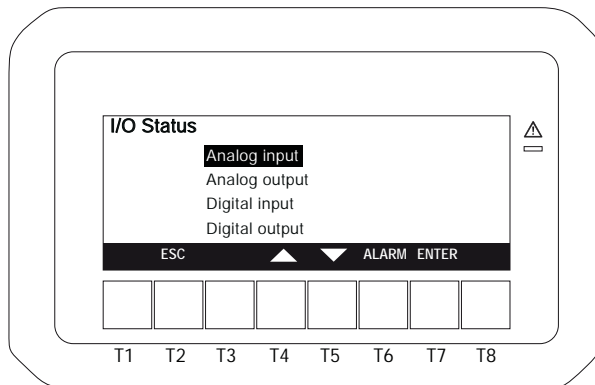 I/O Status
Analog input
Analog output
Digital input
Digital output
ESC ALARM ENTER
T1 T2 T3 T4 T5 T6 T7 T8